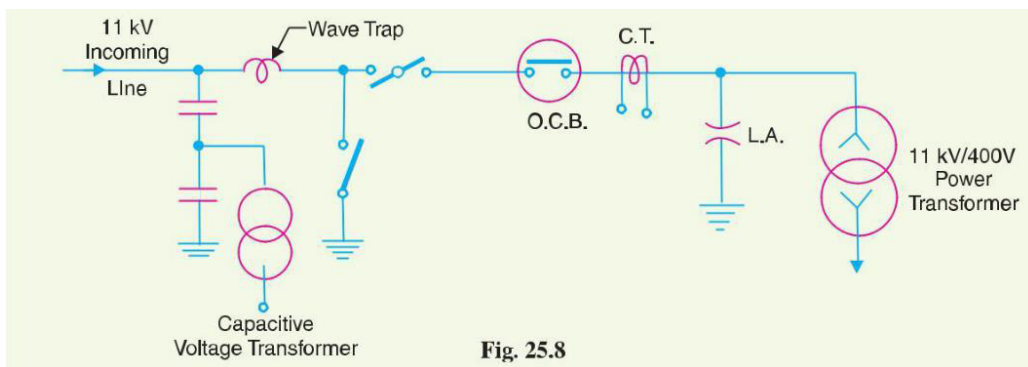 11 kV
Incoming
LIne
Wave Trap
O.C.B.
C.T.
L.A.
11 kV/400V
Power
Transformer
Capacitive
Voltage Transformer
Fig. 25.8